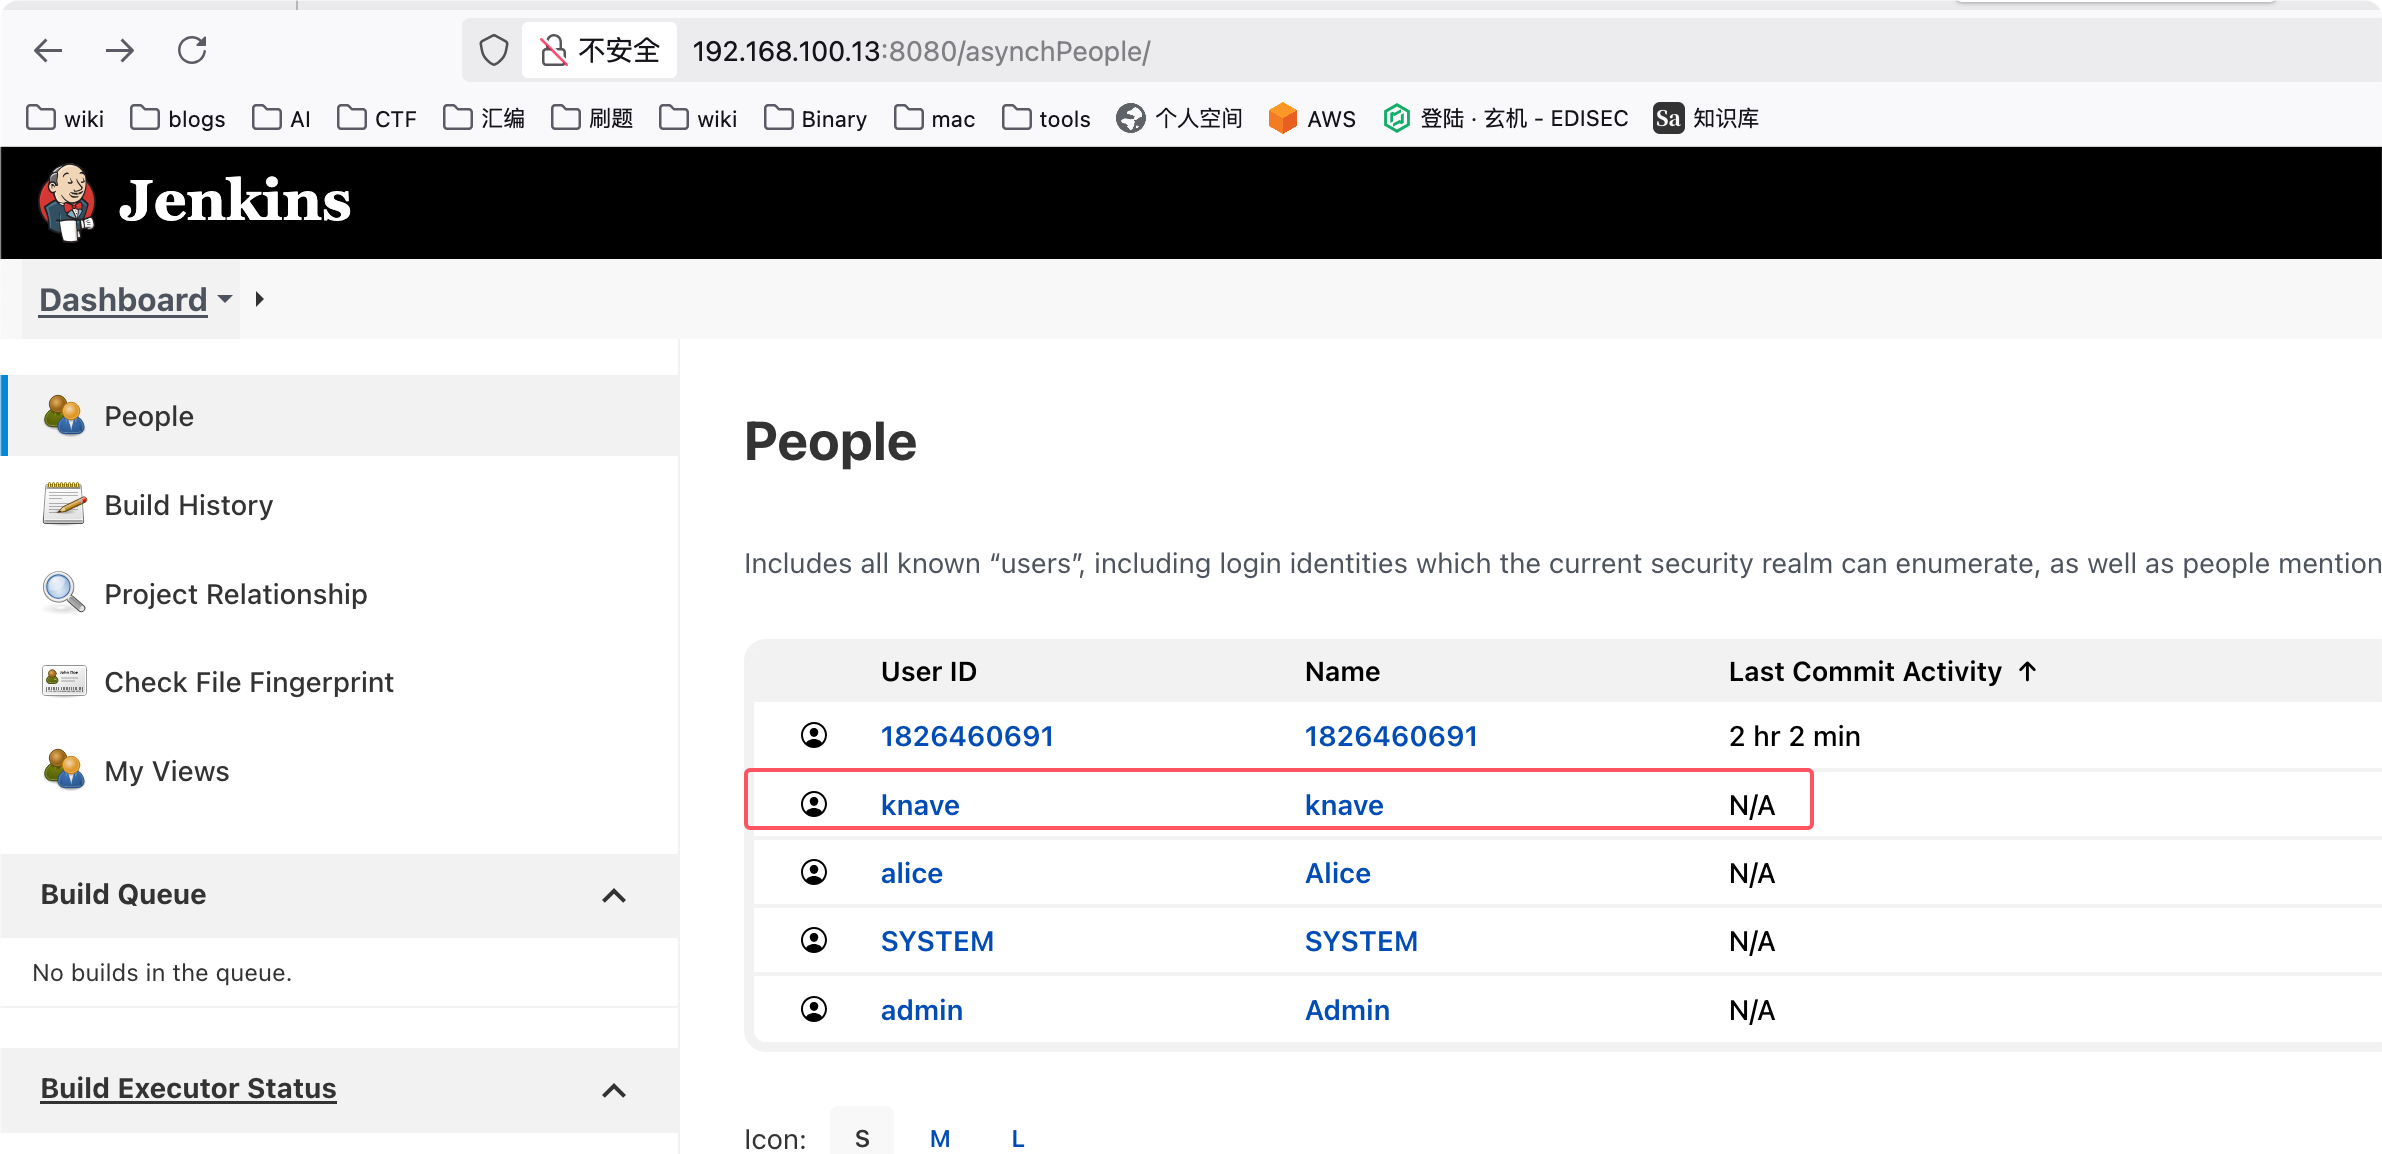 不安全 192.168.100.13:8080/asynchPeople/
wiki blogs AI CTF 汇编 刷题 wiki Binary mac tools 个人空间 AWS 登陆 · 玄机 - EDISEC Sa 知识库
Jenkins
Dashboard
People
Build History
Project Relationship
Check File Fingerprint
My Views
Build Queue
No builds in the queue.
Build Executor Status
People
Includes all known “users”, including login identities which the current security realm can enumerate, as well as people mention
User ID Name Last Commit Activity ↑
1826460691 1826460691 2 hr 2 min
knave knave N/A
alice Alice N/A
SYSTEM SYSTEM N/A
admin Admin N/A
Icon: S M L